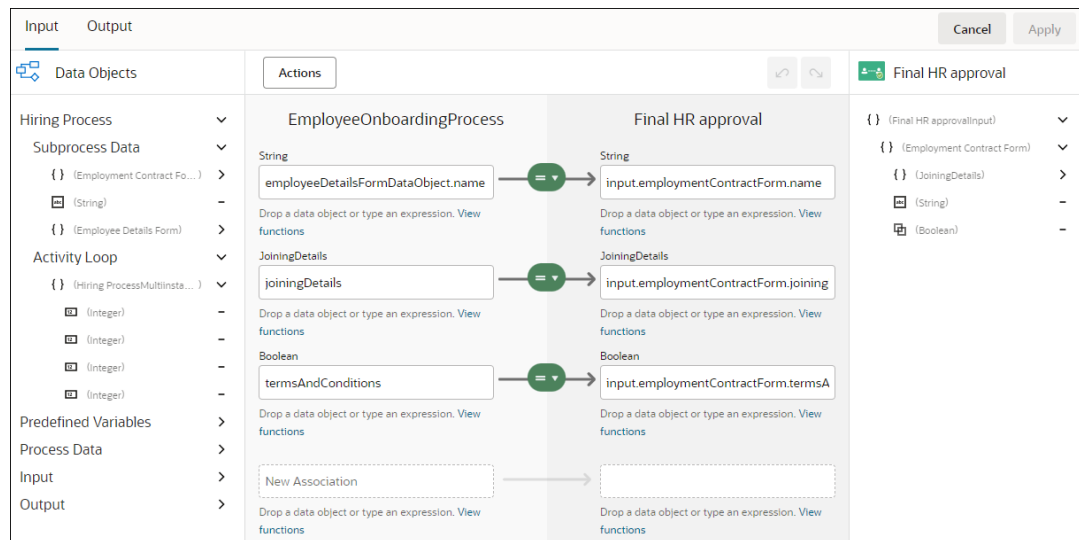 Input Output Cancel Apply
Data Objects Actions Final HR approval
Hiring Process
Subprocess Data
{ } (Employment Contract Fo... )
abc (String)
{ } (Employee Details Form)
Activity Loop
{ } (Hiring ProcessMultiinsta... )
(Integer)
(Integer)
(Integer)
(Integer)
Predefined Variables
Process Data
Input
Output
EmployeeOnboardingProcess Final HR approval
String String
employeeDetailsFormDataObject.name = input.employmentContractForm.name
Drop a data object or type an expression. View Drop a data object or type an expression. View
functions functions
JoiningDetails JoiningDetails
joiningDetails = input.employmentContractForm.joining
Drop a data object or type an expression. View Drop a data object or type an expression. View
functions functions
Boolean Boolean
termsAndConditions = input.employmentContractForm.termsA
Drop a data object or type an expression. View Drop a data object or type an expression. View
functions functions
New Association
Drop a data object or type an expression. View Drop a data object or type an expression. View
functions functions
{ } (Final HR approvalInput)
{ } (Employment Contract Form)
{ } (JoiningDetails)
abc (String)
(Boolean)